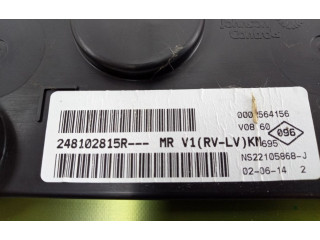 0001564156
V08 60
096
248102815R--- MR V1(RV-LV)KM
695
NS22105868-J
02-06-14 2